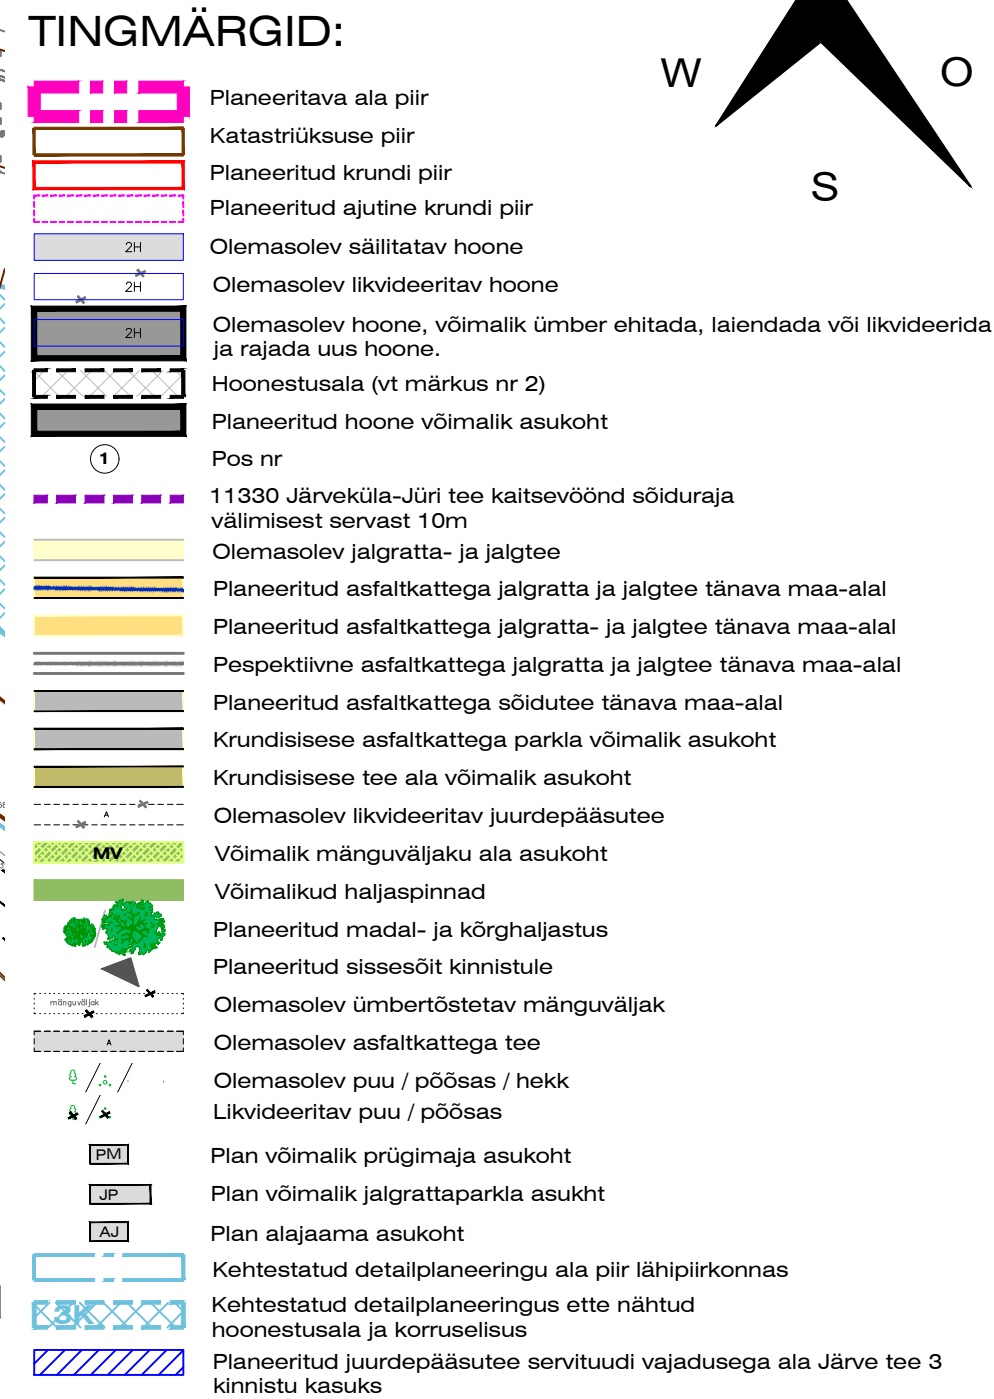 TINGMÄRGID:
W
O
S
Planeeritava ala piir
Katastriüksuse piir
Planeeritud krundi piir
Planeeritud ajutine krundi piir
2H Olemasolev säilitatav hoone
2H Olemasolev likvideeritav hoone
2H Olemasolev hoone, võimalik ümber ehitada, laiendada või likvideerida
ja rajada uus hoone.
Hoonestusala (vt märkus nr 2)
Planeeritud hoone võimalik asukoht
1 Pos nr
11330 Järveküla-Jüri tee kaitsevöönd sõiduraja
välimisest servast 10m
Olemasolev jalgratta- ja jalgtee
Planeeritud asfaltkattega jalgratta ja jalgtee tänava maa-alal
Planeeritud asfaltkattega jalgratta- ja jalgtee tänava maa-alal
Pespektiivne asfaltkattega jalgratta ja jalgtee tänava maa-alal
Planeeritud asfaltkattega sõidutee tänava maa-alal
Krundisisese asfaltkattega parkla võimalik asukoht
Krundisisese tee ala võimalik asukoht
A Olemasolev likvideeritav juurdepääsutee
MV Võimalik mänguväljaku ala asukoht
Võimalikud haljaspinnad
Planeeritud madal- ja kõrghaljastus
Planeeritud sissesõit kinnistule
mänguväljak Olemasolev ümbertõstetav mänguväljak
A Olemasolev asfaltkattega tee
Olemasolev puu / põõsas / hekk
Likvideeritav puu / põõsas
PM Plan võimalik prügimaja asukoht
JP Plan võimalik jalgrattaparkla asukht
AJ Plan alajaama asukoht
Kehtestatud detailplaneeringu ala piir lähipiirkonnas
3K Kehtestatud detailplaneeringus ette nähtud
hoonestusala ja korruselisus
Planeeritud juurdepääsutee servituudi vajadusega ala Järve tee 3
kinnistu kasuks